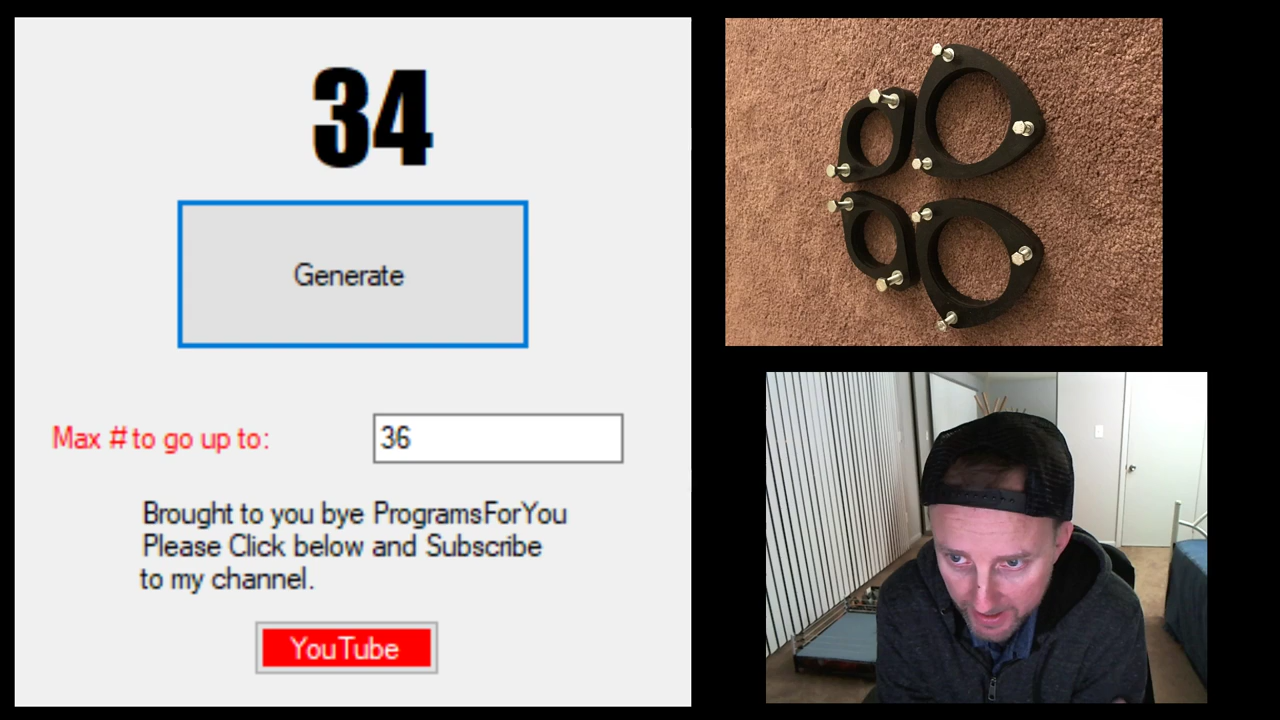 34
Generate
Max # to go up to:
36
Brought to you bye ProgramsForYou
Please Click below and Subscribe
to my channel.
YouTube